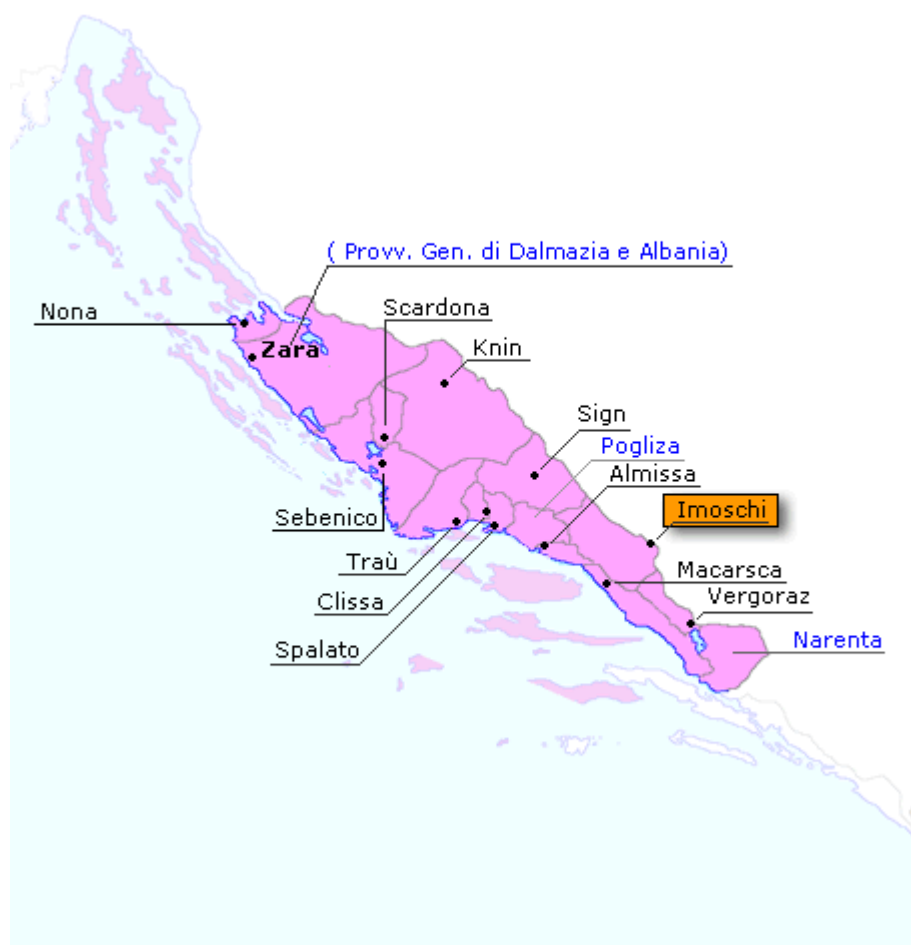 ( Provv. Gen. di Dalmazia e Albania)
Nona
Scardona
Zara
Knin
Sign
Pogliza
Almissa
Imoschi
Sebenico
Traù
Macarsca
Clissa
Vergoraz
Spalato
Narenta